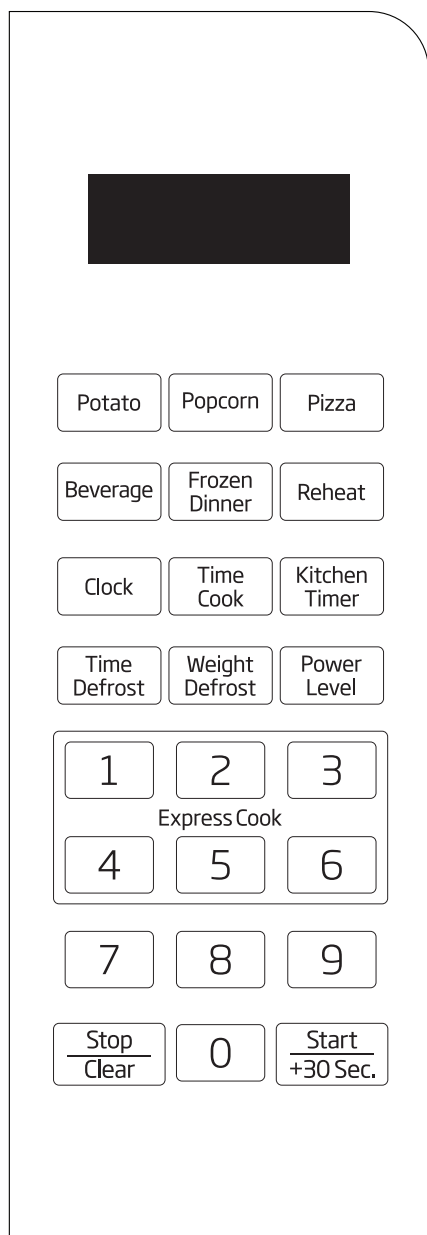 Potato Popcorn Pizza
Beverage Frozen Dinner Reheat
Clock Time Cook Kitchen Timer
Time Defrost Weight Defrost Power Level
1 2 3
Express Cook
4 5 6
7 8 9
Stop Clear 0 Start +30 Sec.